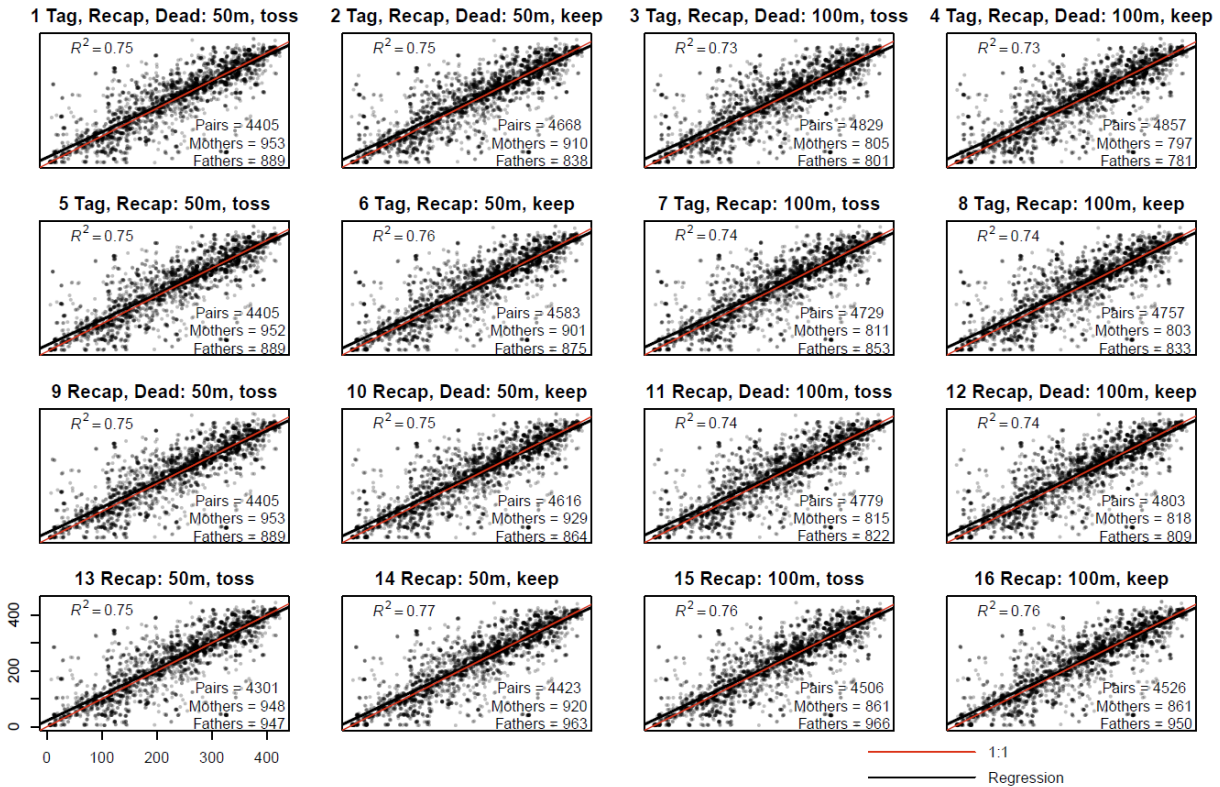 1 Tag, Recap, Dead: 50m, toss
R² = 0.75
Pairs = 4405
Mothers = 953
Fathers = 889
2 Tag, Recap, Dead: 50m, keep
R² = 0.75
Pairs = 4668
Mothers = 910
Fathers = 838
3 Tag, Recap, Dead: 100m, toss
R² = 0.73
Pairs = 4829
Mothers = 805
Fathers = 801
4 Tag, Recap, Dead: 100m, keep
R² = 0.73
Pairs = 4857
Mothers = 797
Fathers = 781
5 Tag, Recap: 50m, toss
R² = 0.75
Pairs = 4405
Mothers = 952
Fathers = 889
6 Tag, Recap: 50m, keep
R² = 0.76
Pairs = 4583
Mothers = 901
Fathers = 875
7 Tag, Recap: 100m, toss
R² = 0.74
Pairs = 4729
Mothers = 811
Fathers = 853
8 Tag, Recap: 100m, keep
R² = 0.74
Pairs = 4757
Mothers = 803
Fathers = 833
9 Recap, Dead: 50m, toss
R² = 0.75
Pairs = 4405
Mothers = 953
Fathers = 889
10 Recap, Dead: 50m, keep
R² = 0.75
Pairs = 4616
Mothers = 929
Fathers = 864
11 Recap, Dead: 100m, toss
R² = 0.74
Pairs = 4779
Mothers = 815
Fathers = 822
12 Recap, Dead: 100m, keep
R² = 0.74
Pairs = 4803
Mothers = 818
Fathers = 809
13 Recap: 50m, toss
R² = 0.75
Pairs = 4301
Mothers = 948
Fathers = 947
400
200
0
0 100 200 300 400
14 Recap: 50m, keep
R² = 0.77
Pairs = 4423
Mothers = 920
Fathers = 963
15 Recap: 100m, toss
R² = 0.76
Pairs = 4506
Mothers = 861
Fathers = 966
16 Recap: 100m, keep
R² = 0.76
Pairs = 4526
Mothers = 861
Fathers = 950
1:1
Regression